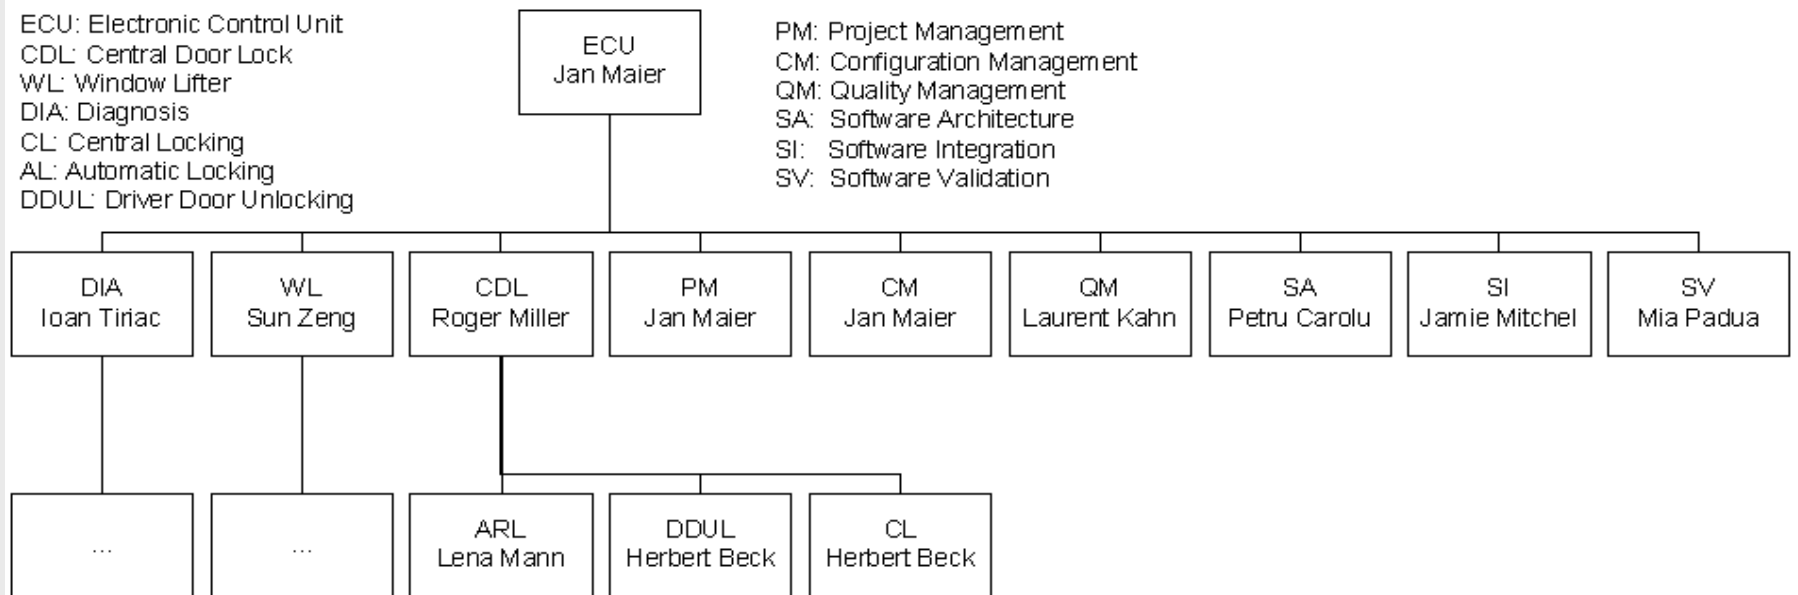 ECU: Electronic Control Unit
CDL: Central Door Lock
WL: Window Lifter
DIA: Diagnosis
CL: Central Locking
AL: Automatic Locking
DDUL: Driver Door Unlocking
ECU
Jan Maier
PM: Project Management
CM: Configuration Management
QM: Quality Management
SA: Software Architecture
SI: Software Integration
SV: Software Validation
DIA
Ioan Tiriac
WL
Sun Zeng
CDL
Roger Miller
PM
Jan Maier
CM
Jan Maier
QM
Laurent Kahn
SA
Petru Carolu
SI
Jamie Mitchel
SV
Mia Padua
...
...
ARL
Lena Mann
DDUL
Herbert Beck
CL
Herbert Beck